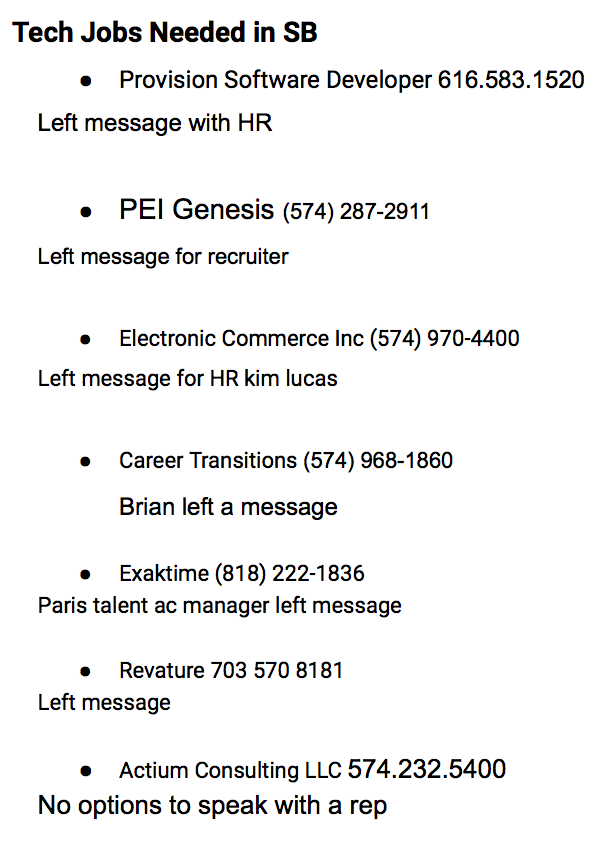 Tech Jobs Needed in SB
● Provision Software Developer 616.583.1520
Left message with HR
● PEI Genesis (574) 287-2911
Left message for recruiter
● Electronic Commerce Inc (574) 970-4400
Left message for HR kim lucas
● Career Transitions (574) 968-1860
Brian left a message
● Exaktime (818) 222-1836
Paris talent ac manager left message
● Revature 703 570 8181
Left message
● Actium Consulting LLC 574.232.5400
No options to speak with a rep